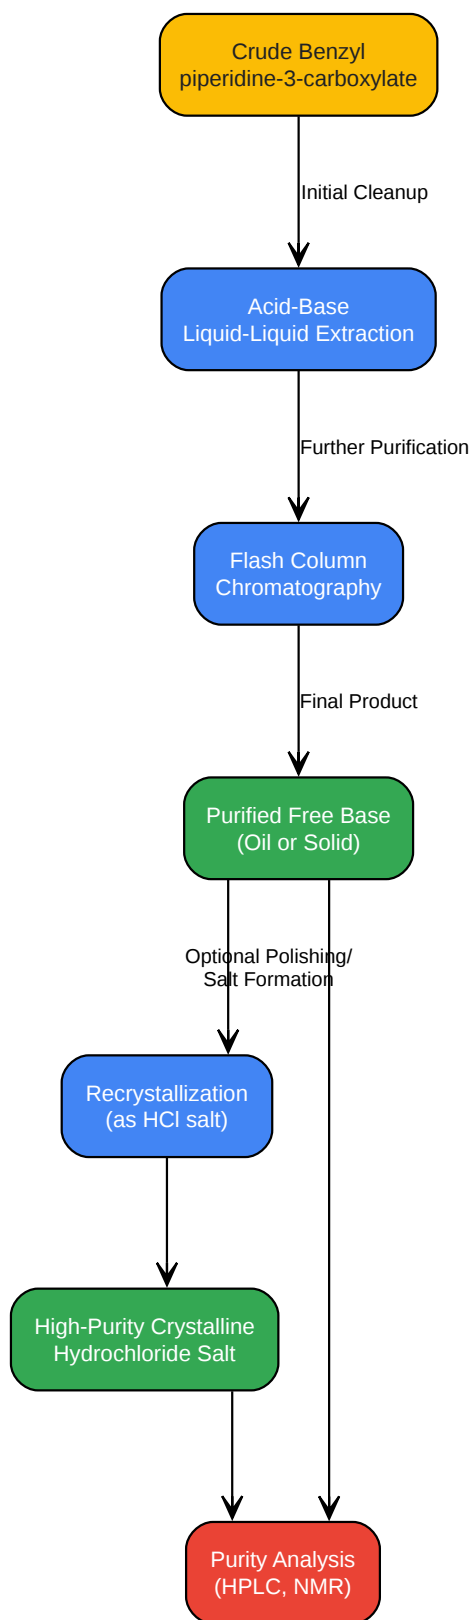 Crude Benzyl
piperidine-3-carboxylate
Initial Cleanup
Acid-Base
Liquid-Liquid Extraction
Further Purification
Flash Column
Chromatography
Final Product
Purified Free Base
(Oil or Solid)
Optional Polishing/
Salt Formation
Recrystallization
(as HCl salt)
High-Purity Crystalline
Hydrochloride Salt
Purity Analysis
(HPLC, NMR)